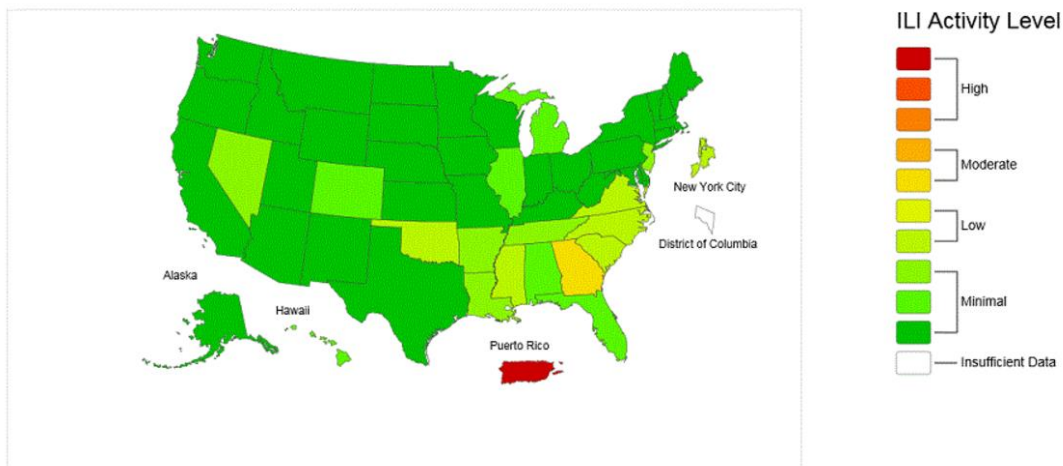 ILI Activity Level
High
Moderate
New York City
Low
District of Columbia
Alaska
Hawaii
Minimal
Puerto Rico
Insufficient Data